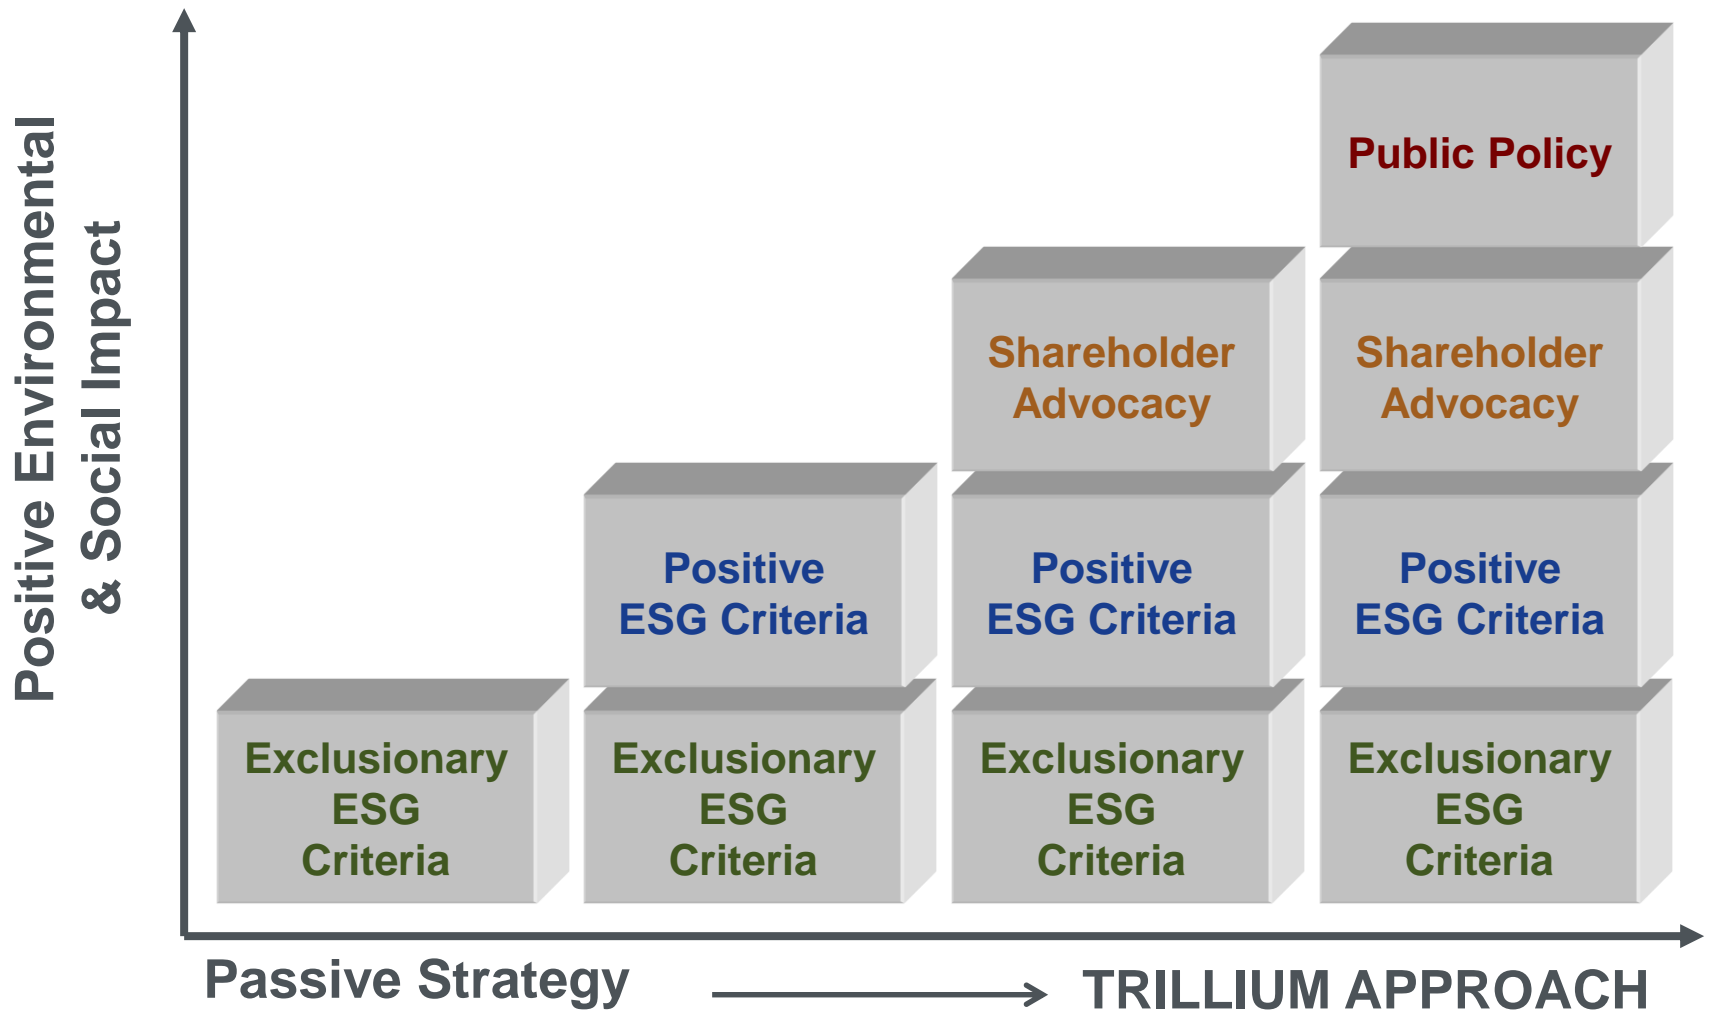 Positive Environmental
& Social Impact
Public Policy
Shareholder
Advocacy
Shareholder
Advocacy
Positive
ESG Criteria
Positive
ESG Criteria
Positive
ESG Criteria
Exclusionary
ESG
Criteria
Exclusionary
ESG
Criteria
Exclusionary
ESG
Criteria
Exclusionary
ESG
Criteria
Passive Strategy
TRILLIUM APPROACH